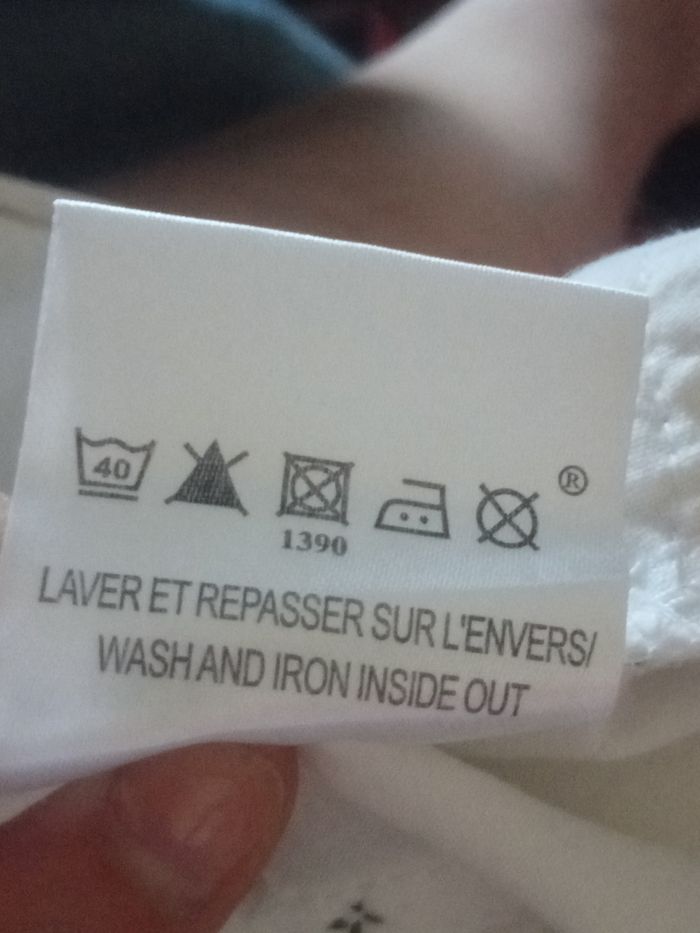 40
®
1390
LAVER ET REPASSER SUR L'ENVERS/
WASH AND IRON INSIDE OUT